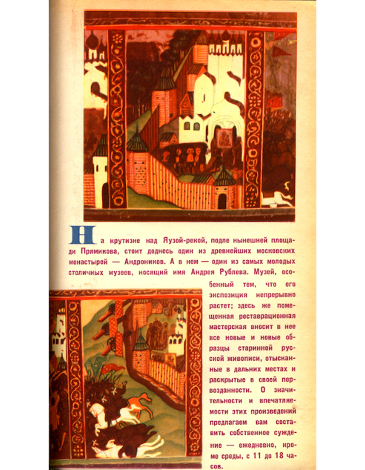 На крутизне над Яузой-рекой, подле нынешней площа-
ди Прямикова, стоит доднесь один из древнейших московских
монастырей — Андроников. А в нем — один из самых молодых
столичных музеев, носящий имя Андрея Рублева. Музей, осо-
бенный тем, что его
экспозиция непрерывно
растет; здесь же поме-
щенная реставрационная
мастерская вносит в нее
все новые и новые об-
разцы старинной рус-
ской живописи, отыскан-
ные в дальних местах и
раскрытые в своей пер-
возданности. О значи-
тельности и впечатляе-
мости этих произведений
предлагаем вам соста-
вить собственное сужде-
ние — ежедневно, кро-
ме среды, с 11 до 18 ча-
сов.